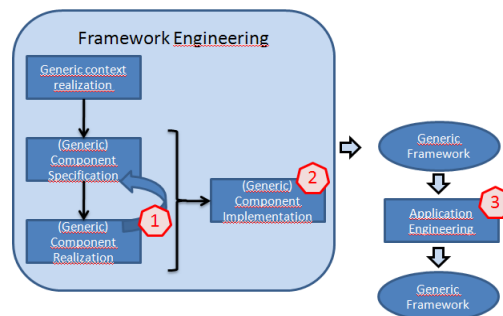 Framework Engineering
Generic context
realization
(Generic)
Component
Specification
(Generic)
Component
Realization
1
(Generic)
Component
Implementation
2
Generic
Framework
Application
Engineering
3
Generic
Framework